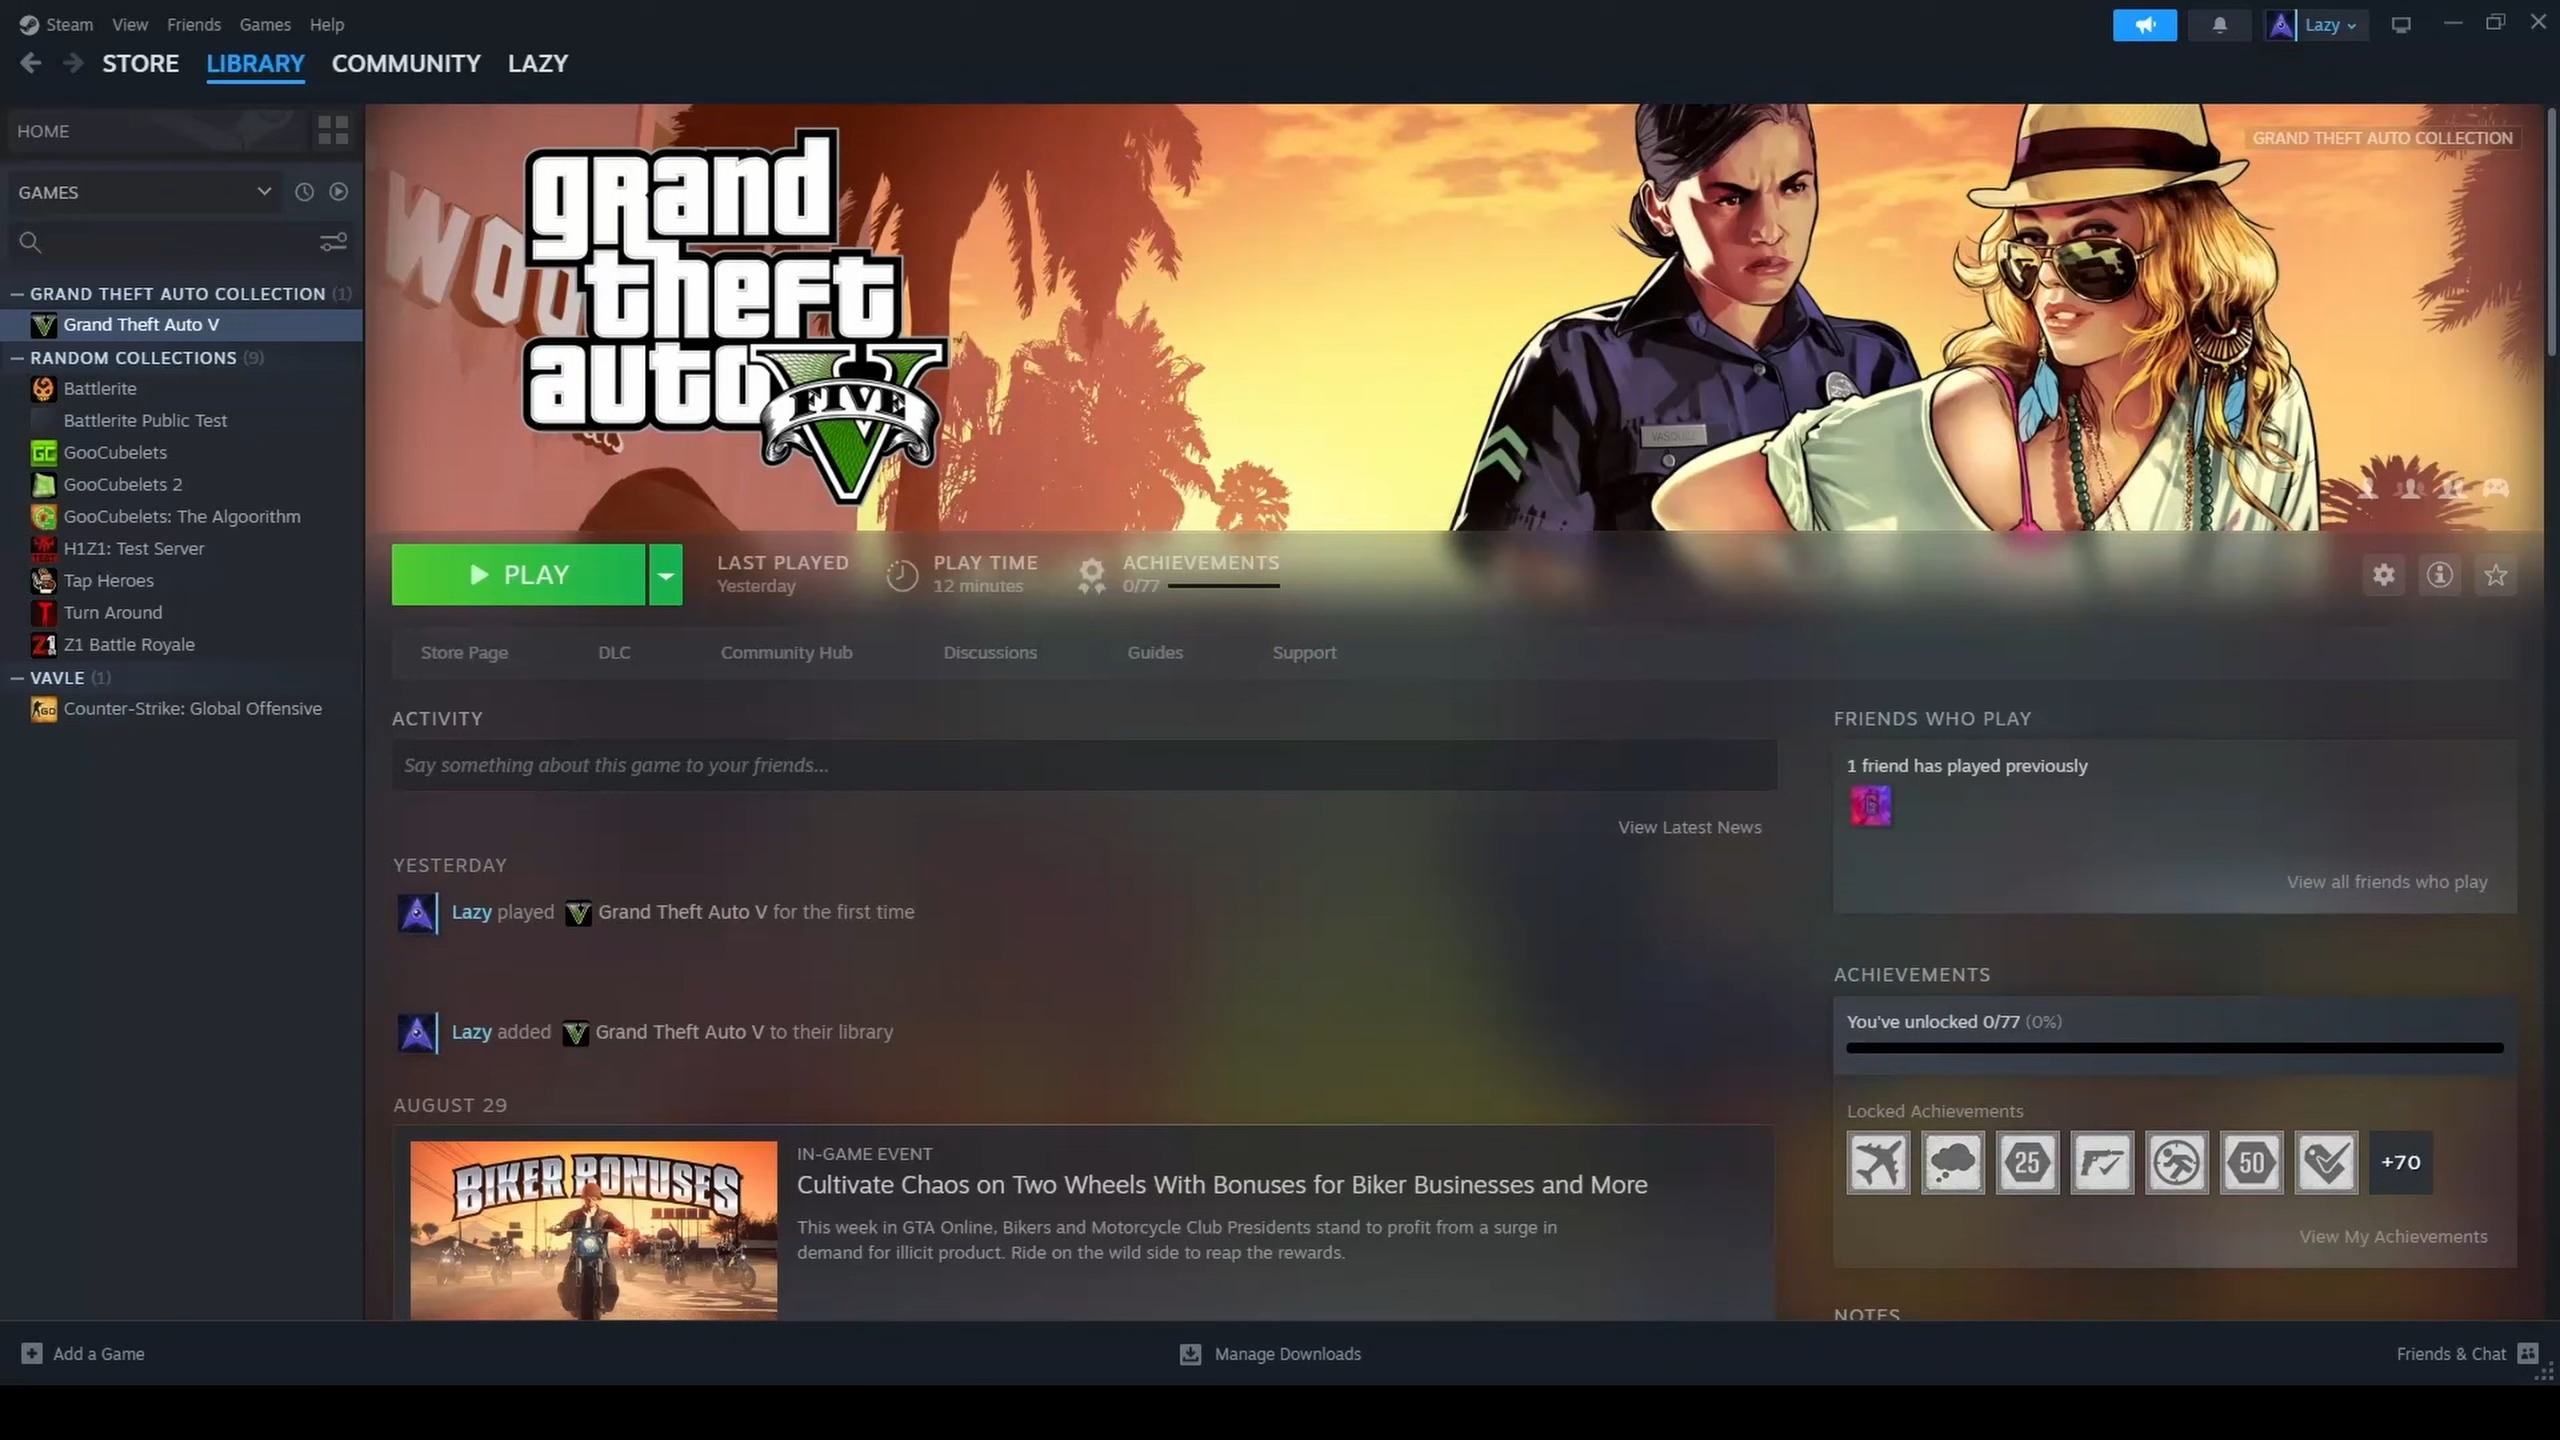 Steam View Friends Games Help
Lazy
STORE LIBRARY COMMUNITY LAZY
HOME
GAMES
GRAND THEFT AUTO COLLECTION (1)
Grand Theft Auto V
RANDOM COLLECTIONS (9)
Battlerite
Battlerite Public Test
GooCubelets
GooCubelets 2
GooCubelets: The Algoorithm
H1Z1: Test Server
Tap Heroes
Turn Around
Z1 Battle Royale
VAVLE (1)
Counter-Strike: Global Offensive
GRAND THEFT AUTO COLLECTION
WOU
grand
theft
auto V
FIVE
PLAY
LAST PLAYED
Yesterday
PLAY TIME
12 minutes
ACHIEVEMENTS
0/77
Store Page DLC Community Hub Discussions Guides Support
ACTIVITY
Say something about this game to your friends...
View Latest News
YESTERDAY
Lazy played Grand Theft Auto V for the first time
Lazy added Grand Theft Auto V to their library
AUGUST 29
BIKER BONUSES
IN-GAME EVENT
Cultivate Chaos on Two Wheels With Bonuses for Biker Businesses and More
This week in GTA Online, Bikers and Motorcycle Club Presidents stand to profit from a surge in
demand for illicit product. Ride on the wild side to reap the rewards.
FRIENDS WHO PLAY
1 friend has played previously
View all friends who play
ACHIEVEMENTS
You've unlocked 0/77 (0%)
Locked Achievements
25 50 +70
View My Achievements
NOTES
Add a Game
Manage Downloads
Friends & Chat